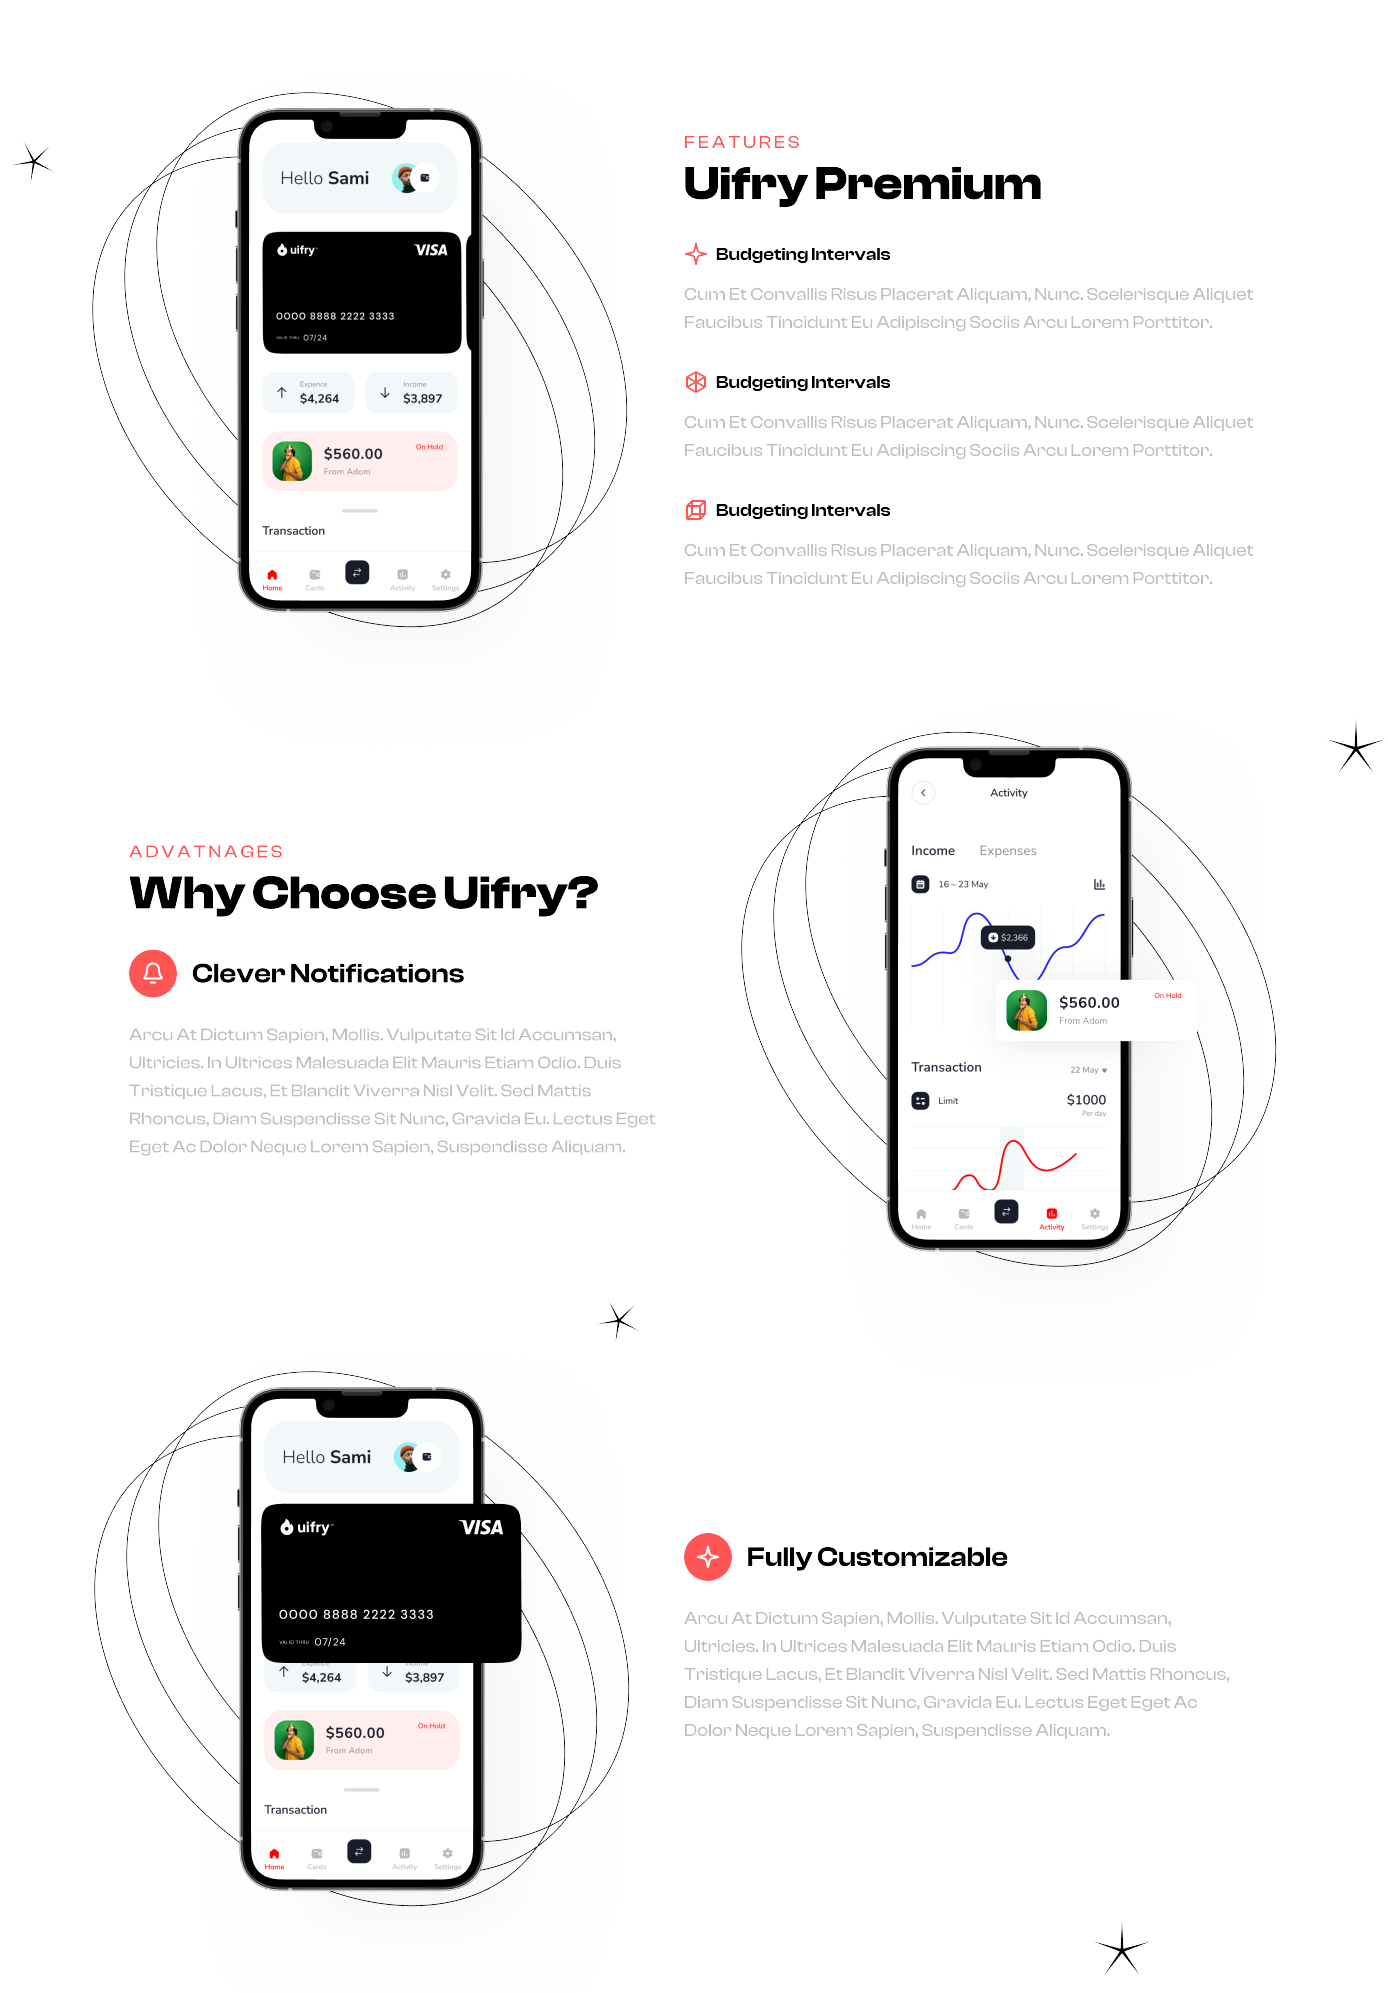 Hello Sami
uifry
VISA
0000 8888 2222 3333
VALID THRU 07/24
Expence
$4,264
Income
$3,897
$560.00
On Hold
From Adom
Transaction
Home
Cards
Activity
Settings
FEATURES
Uifry Premium
Budgeting Intervals
Cum Et Convallis Risus Placerat Aliquam, Nunc. Scelerisque Aliquet
Faucibus Tincidunt Eu Adipiscing Sociis Arcu Lorem Porttitor.
Budgeting Intervals
Cum Et Convallis Risus Placerat Aliquam, Nunc. Scelerisque Aliquet
Faucibus Tincidunt Eu Adipiscing Sociis Arcu Lorem Porttitor.
Budgeting Intervals
Cum Et Convallis Risus Placerat Aliquam, Nunc. Scelerisque Aliquet
Faucibus Tincidunt Eu Adipiscing Sociis Arcu Lorem Porttitor.
ADVATNAGES
Why Choose Uifry?
Clever Notifications
Arcu At Dictum Sapien, Mollis. Vulputate Sit Id Accumsan,
Ultricies. In Ultrices Malesuada Elit Mauris Etiam Odio. Duis
Tristique Lacus, Et Blandit Viverra Nisl Velit. Sed Mattis
Rhoncus, Diam Suspendisse Sit Nunc, Gravida Eu. Lectus Eget
Eget Ac Dolor Neque Lorem Sapien, Suspendisse Aliquam.
Activity
Income
Expenses
16 – 23 May
$2,366
$560.00
On Hold
From Adom
Transaction
22 May
Limit
$1000
Per day
Home
Cards
Activity
Settings
Hello Sami
uifry
VISA
0000 8888 2222 3333
VALID THRU 07/24
Expence
$4,264
Income
$3,897
$560.00
On Hold
From Adom
Transaction
Home
Cards
Activity
Settings
Fully Customizable
Arcu At Dictum Sapien, Mollis. Vulputate Sit Id Accumsan,
Ultricies. In Ultrices Malesuada Elit Mauris Etiam Odio. Duis
Tristique Lacus, Et Blandit Viverra Nisl Velit. Sed Mattis Rhoncus,
Diam Suspendisse Sit Nunc, Gravida Eu. Lectus Eget Eget Ac
Dolor Neque Lorem Sapien, Suspendisse Aliquam.